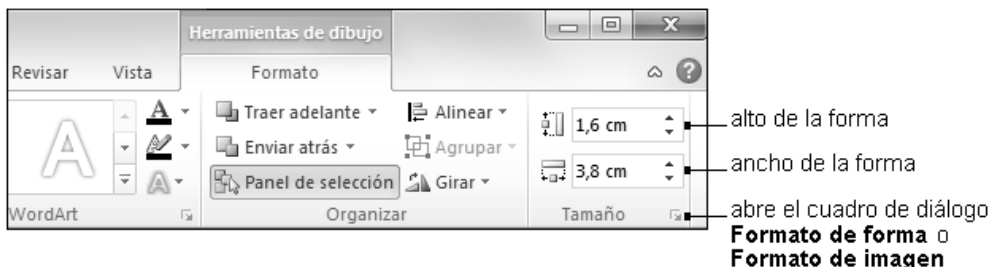 Herramientas de dibujo
Revisar Vista Formato
A Traer adelante Alinear 1,6 cm alto de la forma
A Enviar atrás Agrupar 3,8 cm ancho de la forma
A Panel de selección Girar
WordArt Organizar Tamaño abre el cuadro de diálogo
Formato de forma o
Formato de imagen